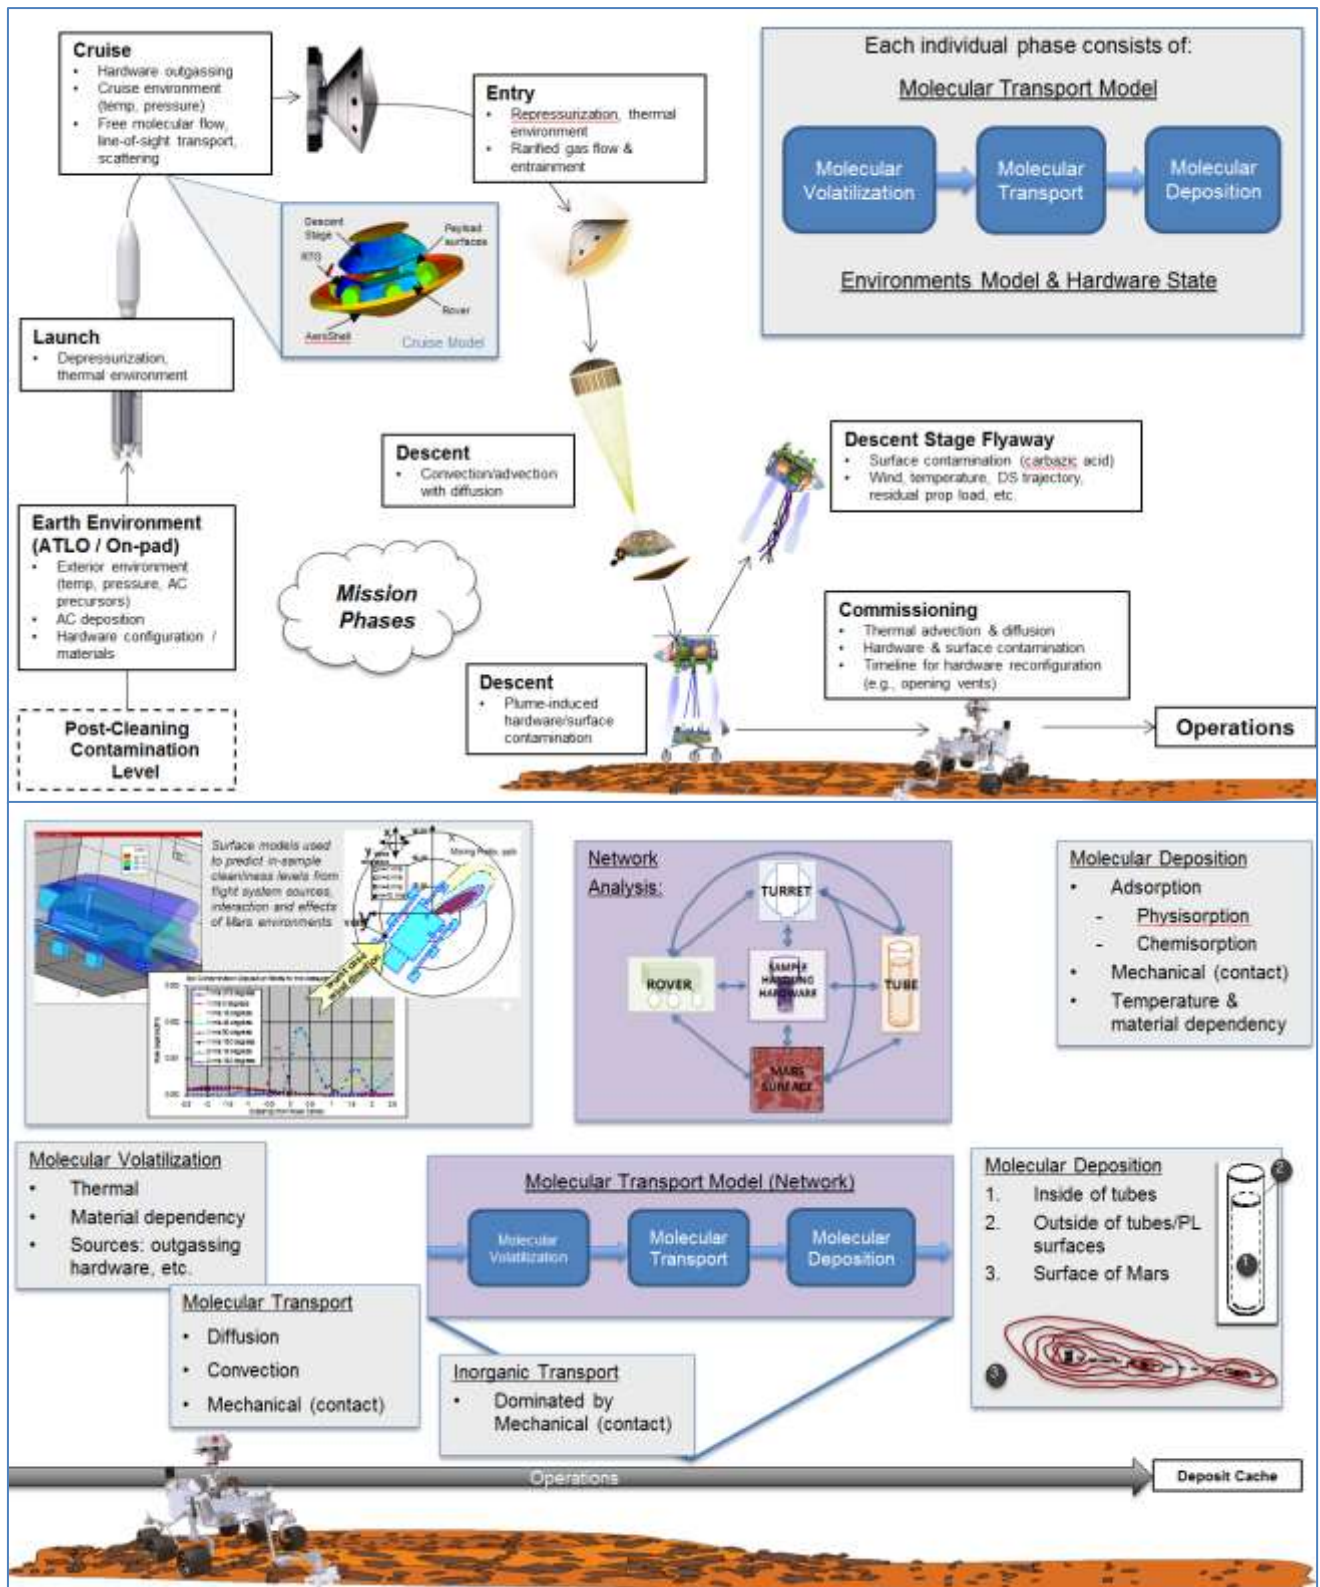 Cruise
• Hardware outgassing
• Cruise environment
(temp, pressure)
• Free molecular flow,
line-of-sight transport,
scattering
Entry
• Repressurization, thermal
environment
• Rarified gas flow &
entrainment
Each individual phase consists of:
Molecular Transport Model
Molecular
Volatilization
Molecular
Transport
Molecular
Deposition
Environments Model & Hardware State
Descent
Stage
Payload
surfaces
RTG
Rover
AeroShell
Cruise Model
Launch
• Depressurization,
thermal environment
Descent
• Convection/advection
with diffusion
Descent Stage Flyaway
• Surface contamination (carbazic acid)
• Wind, temperature, DS trajectory,
residual prop load, etc.
Earth Environment
(ATLO / On-pad)
• Exterior environment
(temp, pressure, AC
precursors)
• AC deposition
• Hardware configuration /
materials
Mission
Phases
Commissioning
• Thermal advection & diffusion
• Hardware & surface contamination
• Timeline for hardware reconfiguration
(e.g., opening vents)
Descent
• Plume-induced
hardware/surface
contamination
Post-Cleaning
Contamination
Level
Operations
Surface models used
to predict in-sample
cleanliness levels from
flight system sources,
interaction and effects
of Mars environments
Network
Analysis:
TURRET
ROVER
SAMPLE
HANDLING
HARDWARE
TUBE
MARS
SURFACE
Molecular Deposition
• Adsorption
- Physisorption
- Chemisorption
• Mechanical (contact)
• Temperature &
material dependency
Molecular Volatilization
• Thermal
• Material dependency
• Sources: outgassing
hardware, etc.
Molecular Transport Model (Network)
Molecular
Volatilization
Molecular
Transport
Molecular
Deposition
Molecular Deposition
1. Inside of tubes
2. Outside of tubes/PL
surfaces
3. Surface of Mars
2
1
3
Molecular Transport
• Diffusion
• Convection
• Mechanical (contact)
Inorganic Transport
• Dominated by
Mechanical (contact)
Operations
Deposit Cache